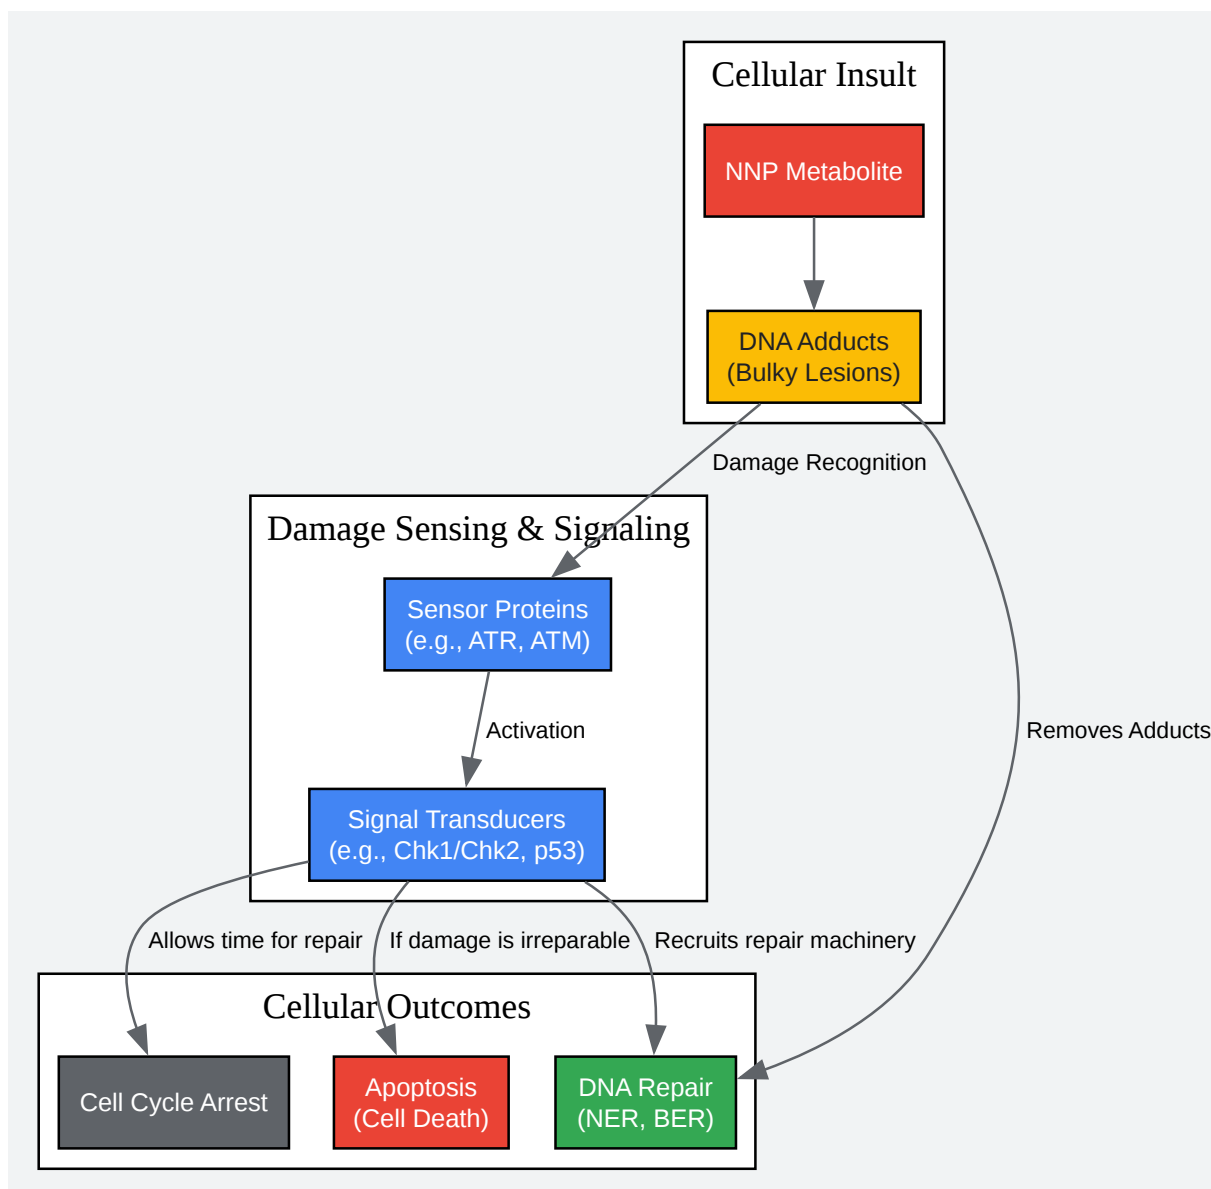 Cellular Insult
NNP Metabolite
DNA Adducts
(Bulky Lesions)
Damage Recognition
Damage Sensing & Signaling
Sensor Proteins
(e.g., ATR, ATM)
Activation
Removes Adducts
Signal Transducers
(e.g., Chk1/Chk2, p53)
Allows time for repair
If damage is irreparable
Recruits repair machinery
Cellular Outcomes
Cell Cycle Arrest
Apoptosis
(Cell Death)
DNA Repair
(NER, BER)